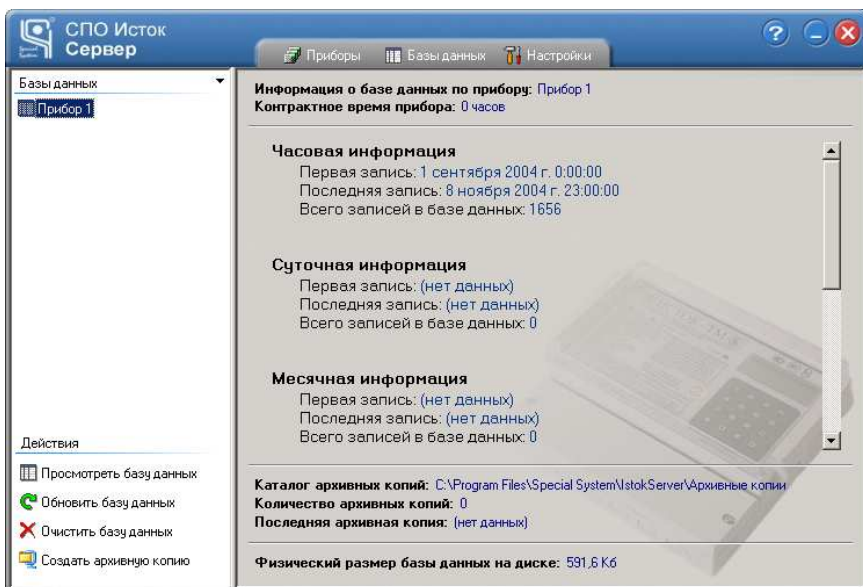 СПО Исток
Сервер
Приборы
Базы данных
Настройки
?
Базы данных
Прибор 1
Информация о базе данных по прибору: Прибор 1
Контрактное время прибора: 0 часов
Часовая информация
Первая запись: 1 сентября 2004 г. 0:00:00
Последняя запись: 8 ноября 2004 г. 23:00:00
Всего записей в базе данных: 1656
Суточная информация
Первая запись: (нет данных)
Последняя запись: (нет данных)
Всего записей в базе данных: 0
Месячная информация
Первая запись: (нет данных)
Последняя запись: (нет данных)
Всего записей в базе данных: 0
Действия
Просмотреть базу данных
Обновить базу данных
Очистить базу данных
Создать архивную копию
Каталог архивных копий: C:\Program Files\Special System\IstokServer\Архивные копии
Количество архивных копий: 0
Последняя архивная копия: (нет данных)
Физический размер базы данных на диске: 591,6 Кб